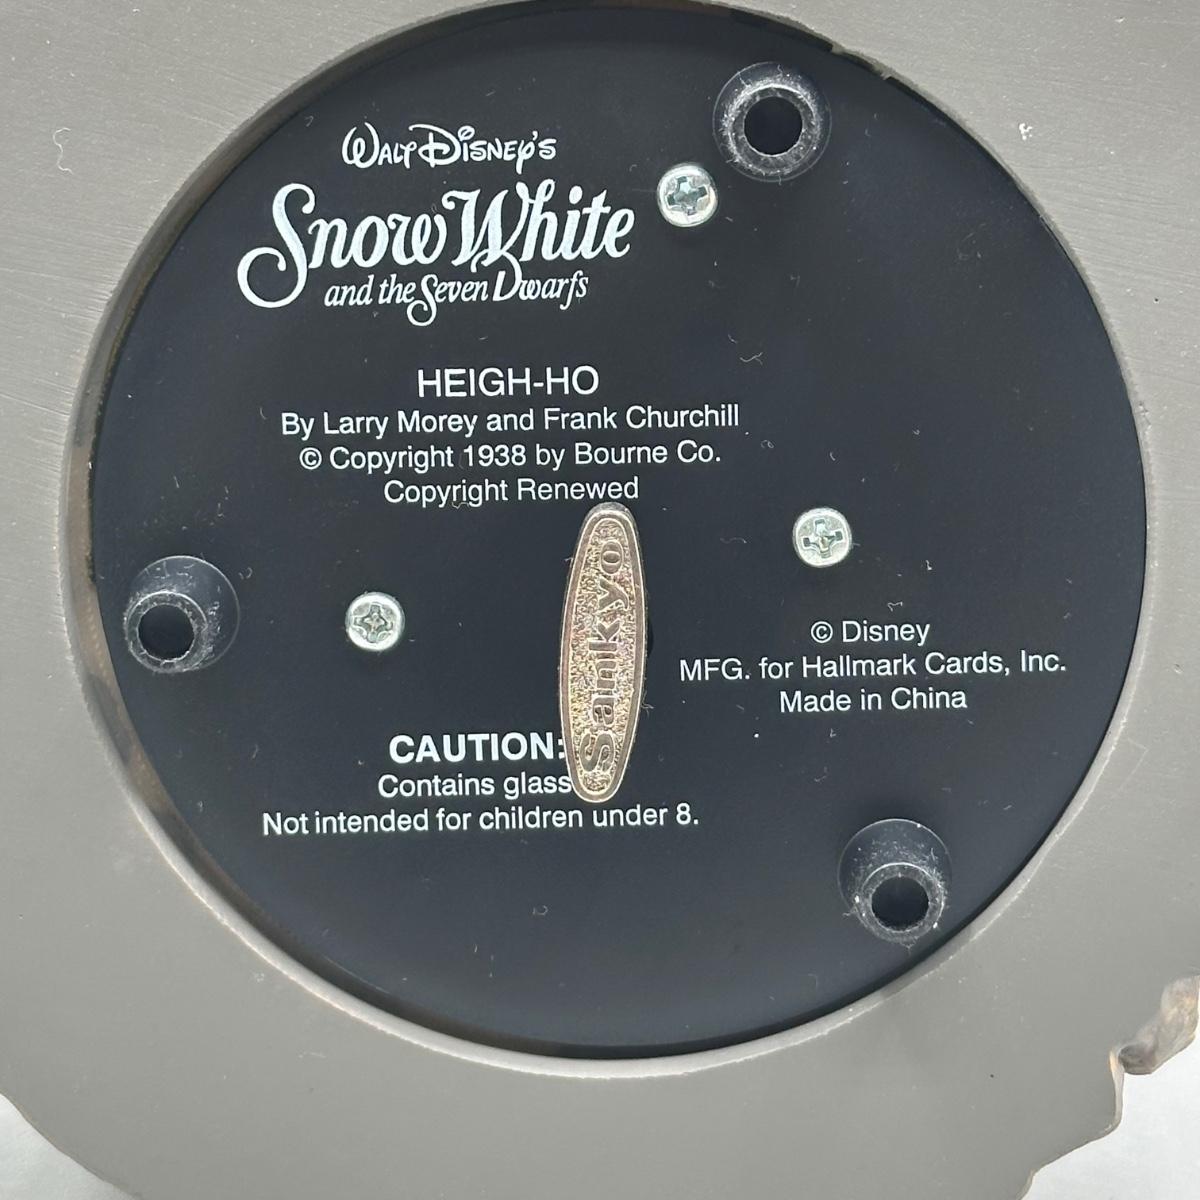 WALT DISNEY'S
Snow White
and the Seven Dwarfs
HEIGH-HO
By Larry Morey and Frank Churchill
© Copyright 1938 by Bourne Co.
Copyright Renewed
Sankyo
© Disney
MFG. for Hallmark Cards, Inc.
Made in China
CAUTION:
Contains glass
Not intended for children under 8.